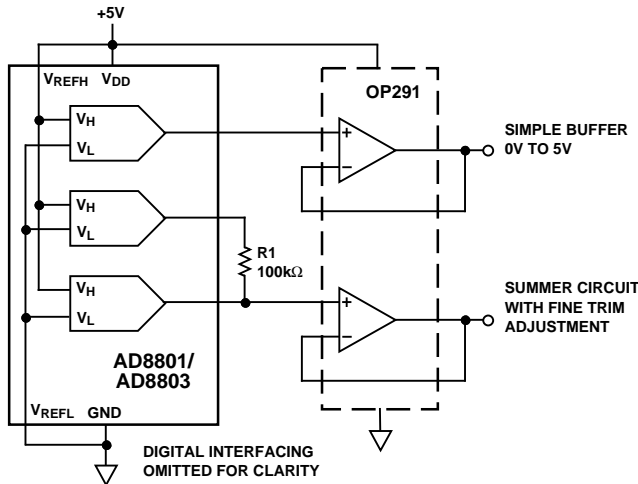 +5V
VREFH VDD
OP291
VH
VL
+
−
SIMPLE BUFFER
0V TO 5V
VH
VL
R1
100kΩ
VH
VL
+
−
SUMMER CIRCUIT
WITH FINE TRIM
ADJUSTMENT
AD8801/
AD8803
VREFL GND
DIGITAL INTERFACING
OMITTED FOR CLARITY